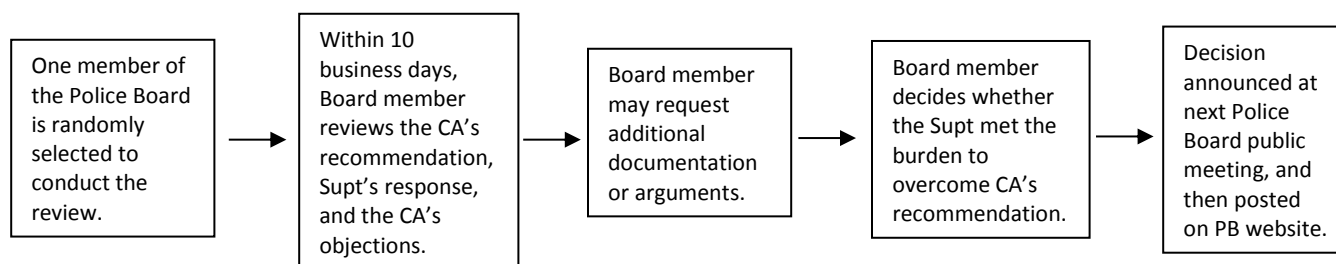 One member of
the Police Board
is randomly
selected to
conduct the
review.
Within 10
business days,
Board member
reviews the CA’s
recommendation,
Supt’s response,
and the CA’s
objections.
Board member
may request
additional
documentation
or arguments.
Board member
decides whether
the Supt met the
burden to
overcome CA’s
recommendation.
Decision
announced at
next Police
Board public
meeting, and
then posted
on PB website.